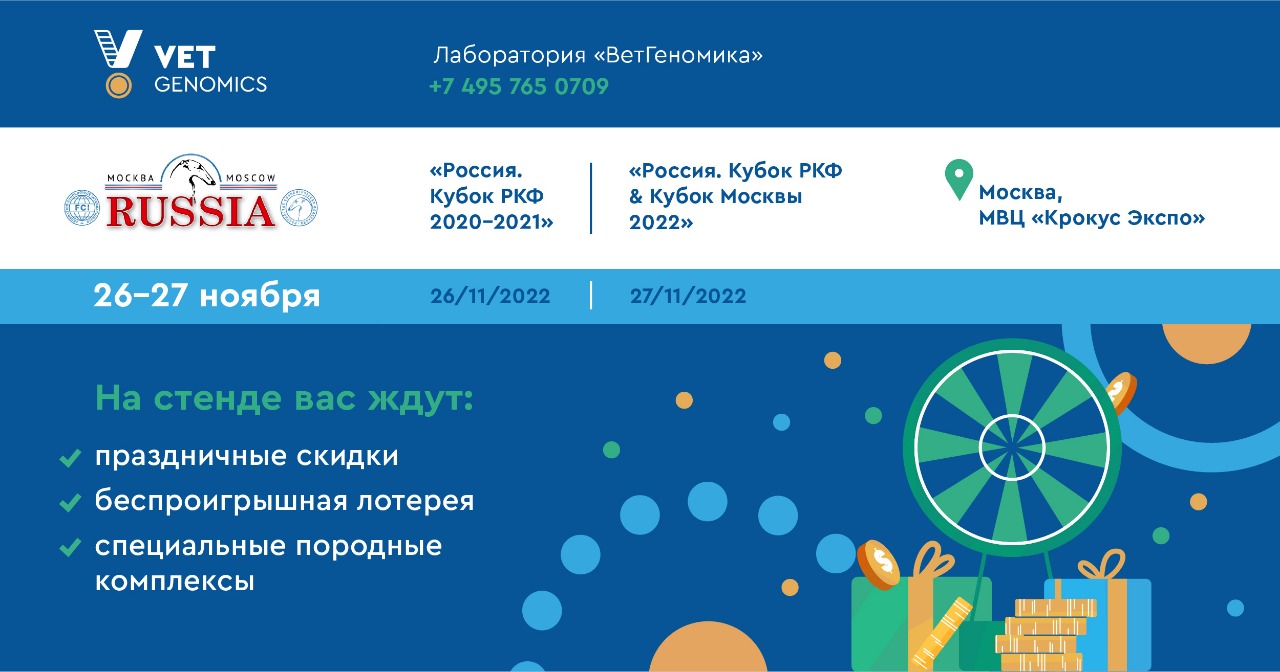 VET
GENOMICS
Лаборатория «ВетГеномика»
+7 495 765 0709
МОСКВА MOSCOW
FCI
RUSSIA
«Россия.
Кубок РКФ
2020–2021»
«Россия. Кубок РКФ
& Кубок Москвы
2022»
Москва,
МВЦ «Крокус Экспо»
26–27 ноября
26/11/2022
27/11/2022
На стенде вас ждут:
праздничные скидки
беспроигрышная лотерея
специальные породные
комплексы